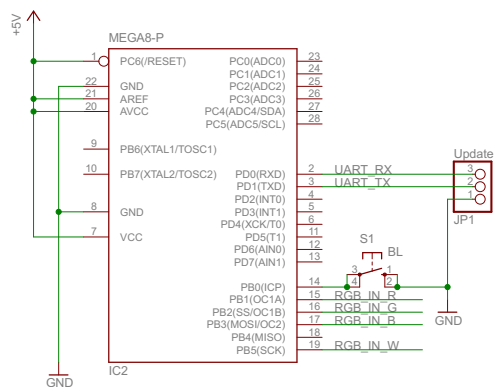 +5V
MEGA8-P
1 PC6(/RESET) PC0(ADC0) 23
PC1(ADC1) 24
22 GND PC2(ADC2) 25
21 AREF PC3(ADC3) 26
20 AVCC PC4(ADC4/SDA) 27
PC5(ADC5/SCL) 28
9 PB6(XTAL1/TOSC1)
10 PB7(XTAL2/TOSC2) PD0(RXD) 2 UART_RX
PD1(TXD) 3 UART_TX
PD2(INT0) 4
8 GND PD3(INT1) 5
PD4(XCK/T0) 6
7 VCC PD5(T1) 11
PD6(AIN0) 12
PD7(AIN1) 13
PB0(ICP) 14
PB1(OC1A) 15 RGB_IN_R
PB2(SS/OC1B) 16 RGB_IN_G
PB3(MOSI/OC2) 17 RGB_IN_B
PB4(MISO) 18
PB5(SCK) 19 RGB_IN_W
IC2
GND
S1
BL
3 1
4 2
Update
3
2
1
JP1
GND